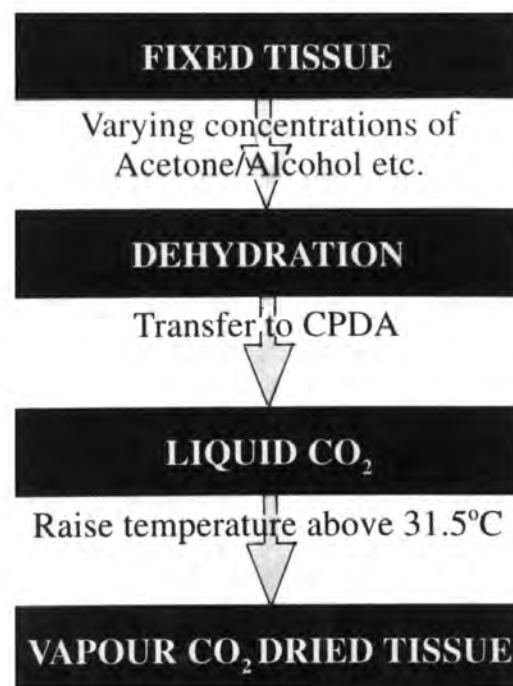 FIXED TISSUE
Varying concentrations of
Acetone/Alcohol etc.
DEHYDRATION
Transfer to CPDA
LIQUID CO₂
Raise temperature above 31.5°C
VAPOUR CO₂ DRIED TISSUE